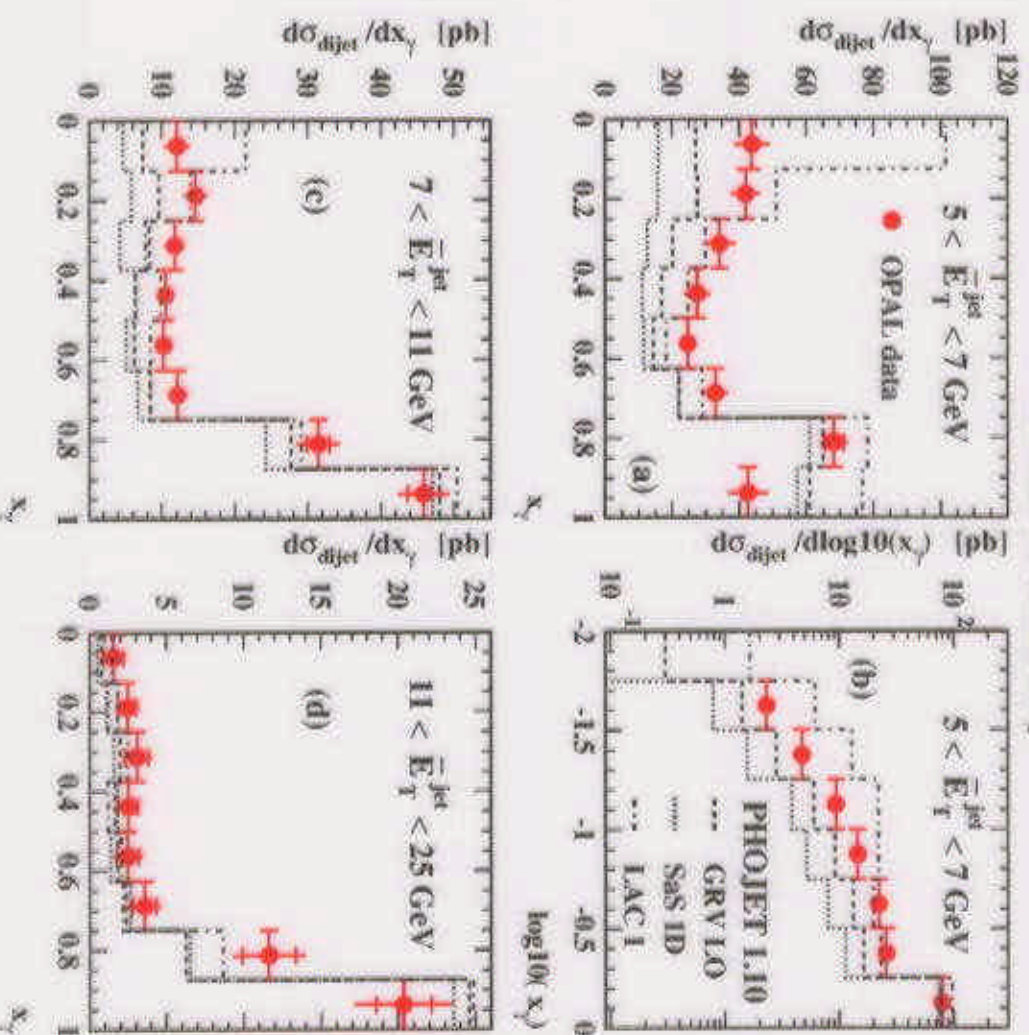 dσdijet /dxγ [pb]
120
100
80
60
40
20
0
5 < ĒTjet < 7 GeV
OPAL data
(a)
0 0.2 0.4 0.6 0.8 1
xγ
dσdijet /dlog10(xγ) [pb]
10^2
10
1
10^-1
5 < ĒTjet < 7 GeV
(b)
PHOJET 1.10
GRV LO
SaS 1D
LAC 1
-2 -1.5 -1 -0.5 0
log10( xγ)
dσdijet /dxγ [pb]
50
40
30
20
10
0
7 < ĒTjet < 11 GeV
(c)
0 0.2 0.4 0.6 0.8 1
xγ
dσdijet /dxγ [pb]
25
20
15
10
5
0
11 < ĒTjet < 25 GeV
(d)
0 0.2 0.4 0.6 0.8 1
xγ